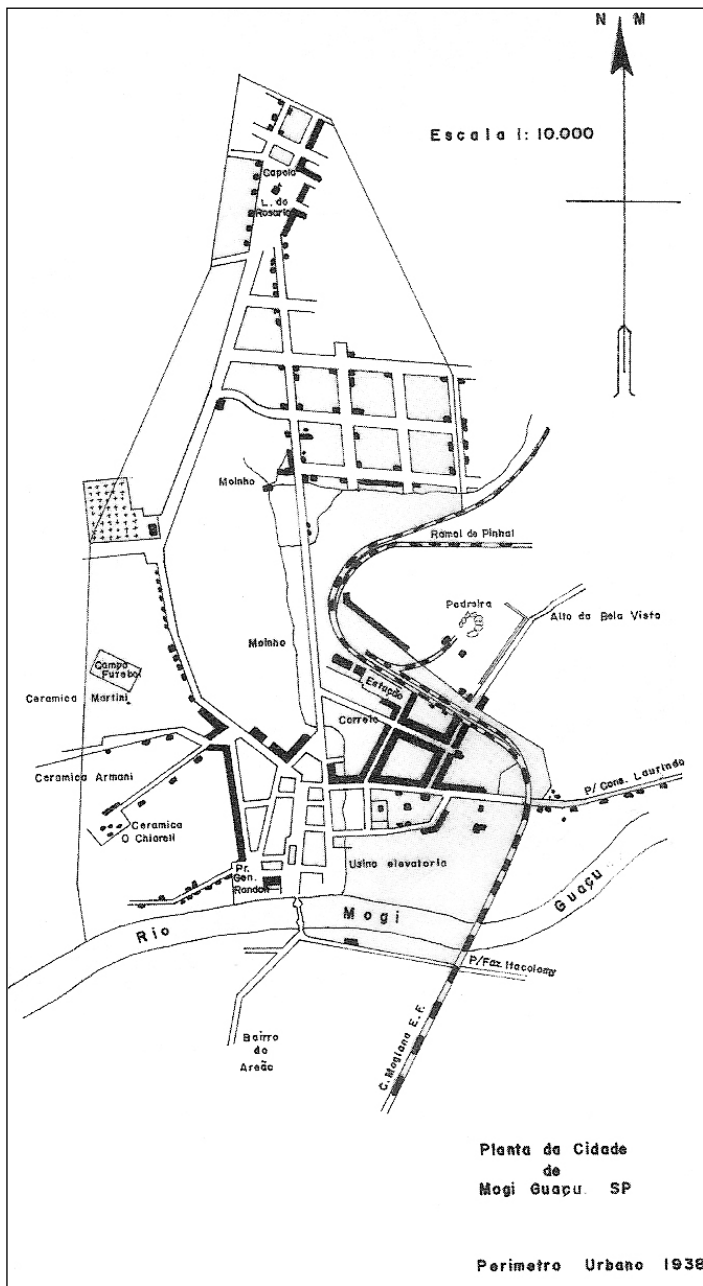 N M
Escala 1: 10.000
Capela
L. do
Rosario
Moinho
Ramal de Pinhal
Pedreira
Alto da Bela Vista
Moinho
Campo
Futebol
Estação
Ceramica Martini
Correio
Ceramica Armani
P/ Cons. Laurindo
Ceramica
O Chiareli
Usina elevatoria
Pr.
Gen.
Randon
Rio Mogi Guaçu
P/Faz. Itacolomy
Bairro
do
Areão
C. Mogiana E. F.
Planta da Cidade
de
Mogi Guaçu. SP
Perimetro Urbano 1938